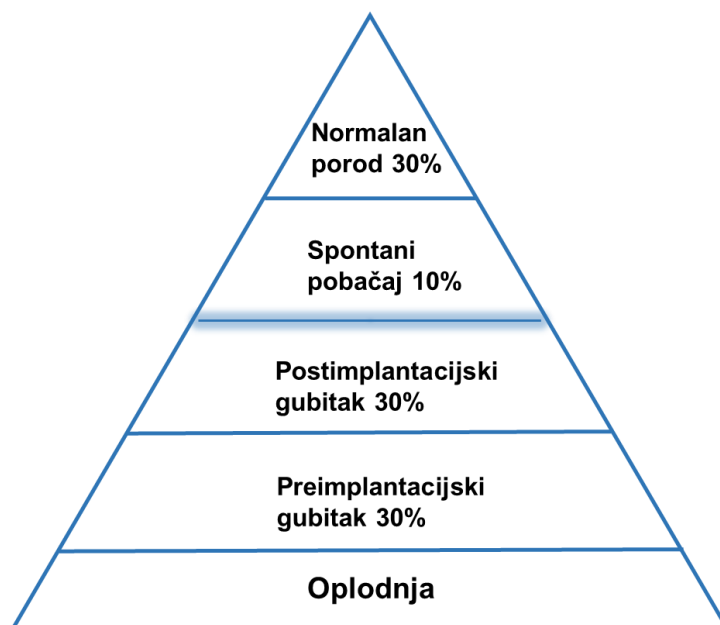 Normalan
porod 30%
Spontani
pobačaj 10%
Postimplantacijski
gubitak 30%
Preimplantacijski
gubitak 30%
Oplodnja